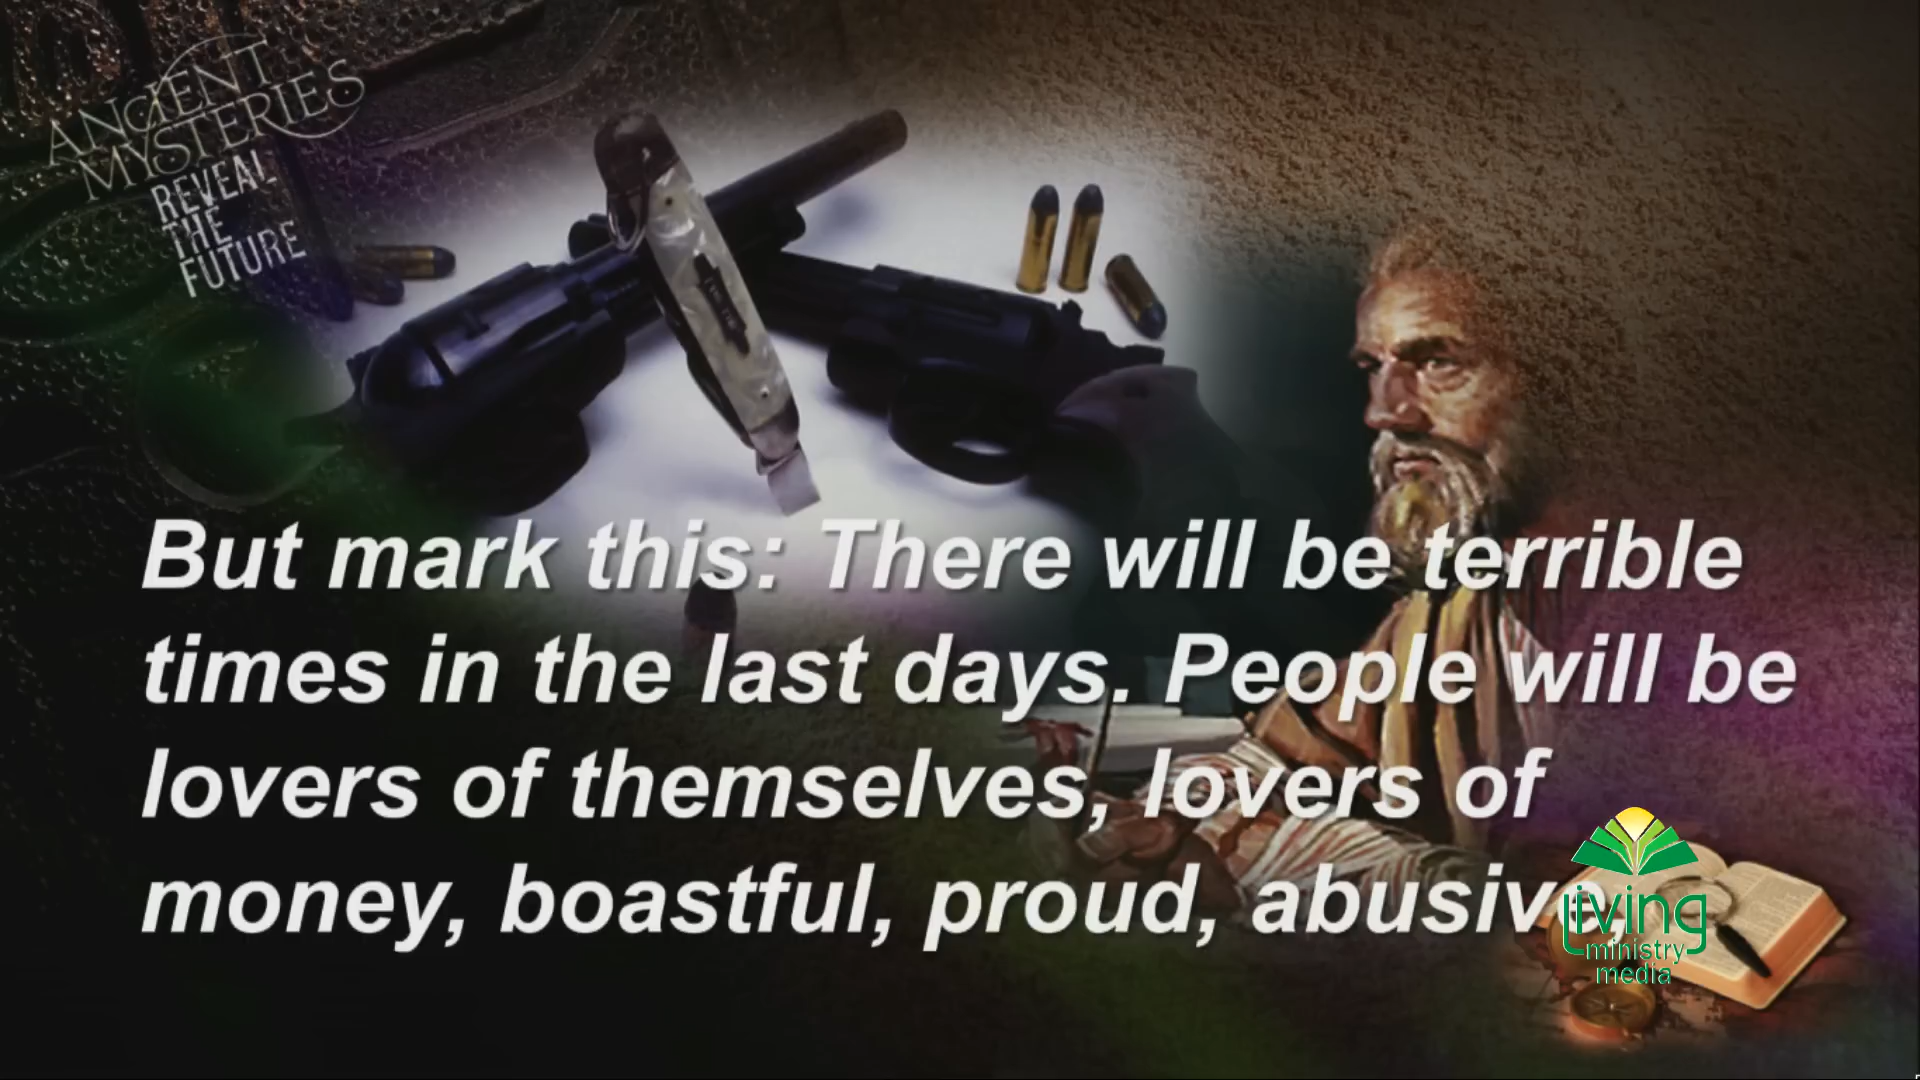 ANCIENT
MYSTERIES
REVEAL
THE
FUTURE
But mark this: There will be terrible
times in the last days. People will be
lovers of themselves, lovers of
money, boastful, proud, abusive,
Living
ministry
media